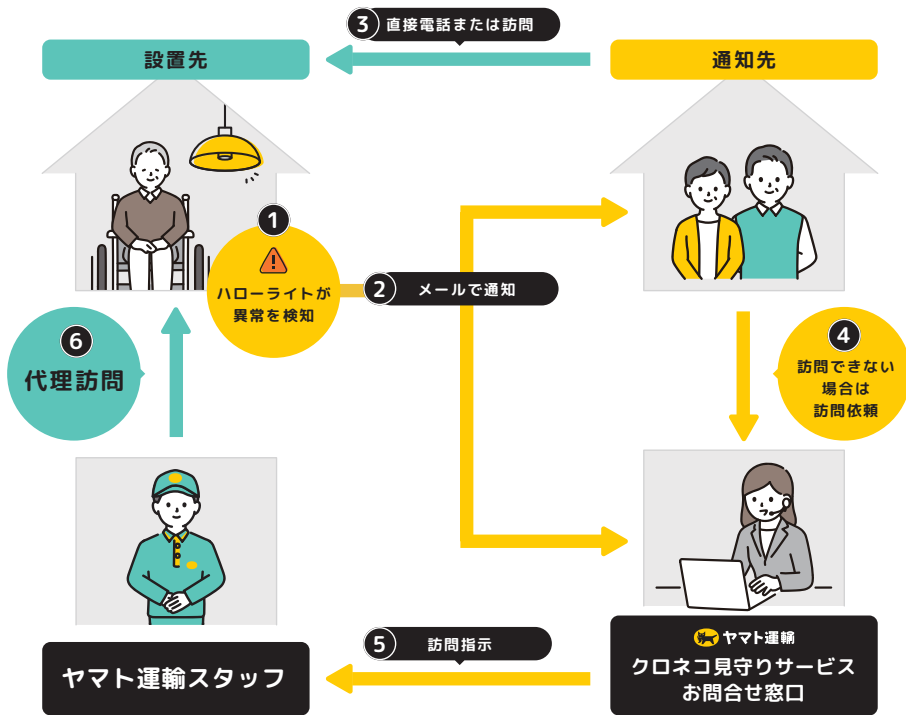 3 直接電話または訪問
設置先
通知先
1
ハローライトが
異常を検知
2 メールで通知
6
代理訪問
4
訪問できない
場合は
訪問依頼
5 訪問指示
ヤマト運輸スタッフ
ヤマト運輸
クロネコ見守りサービス
お問合せ窓口